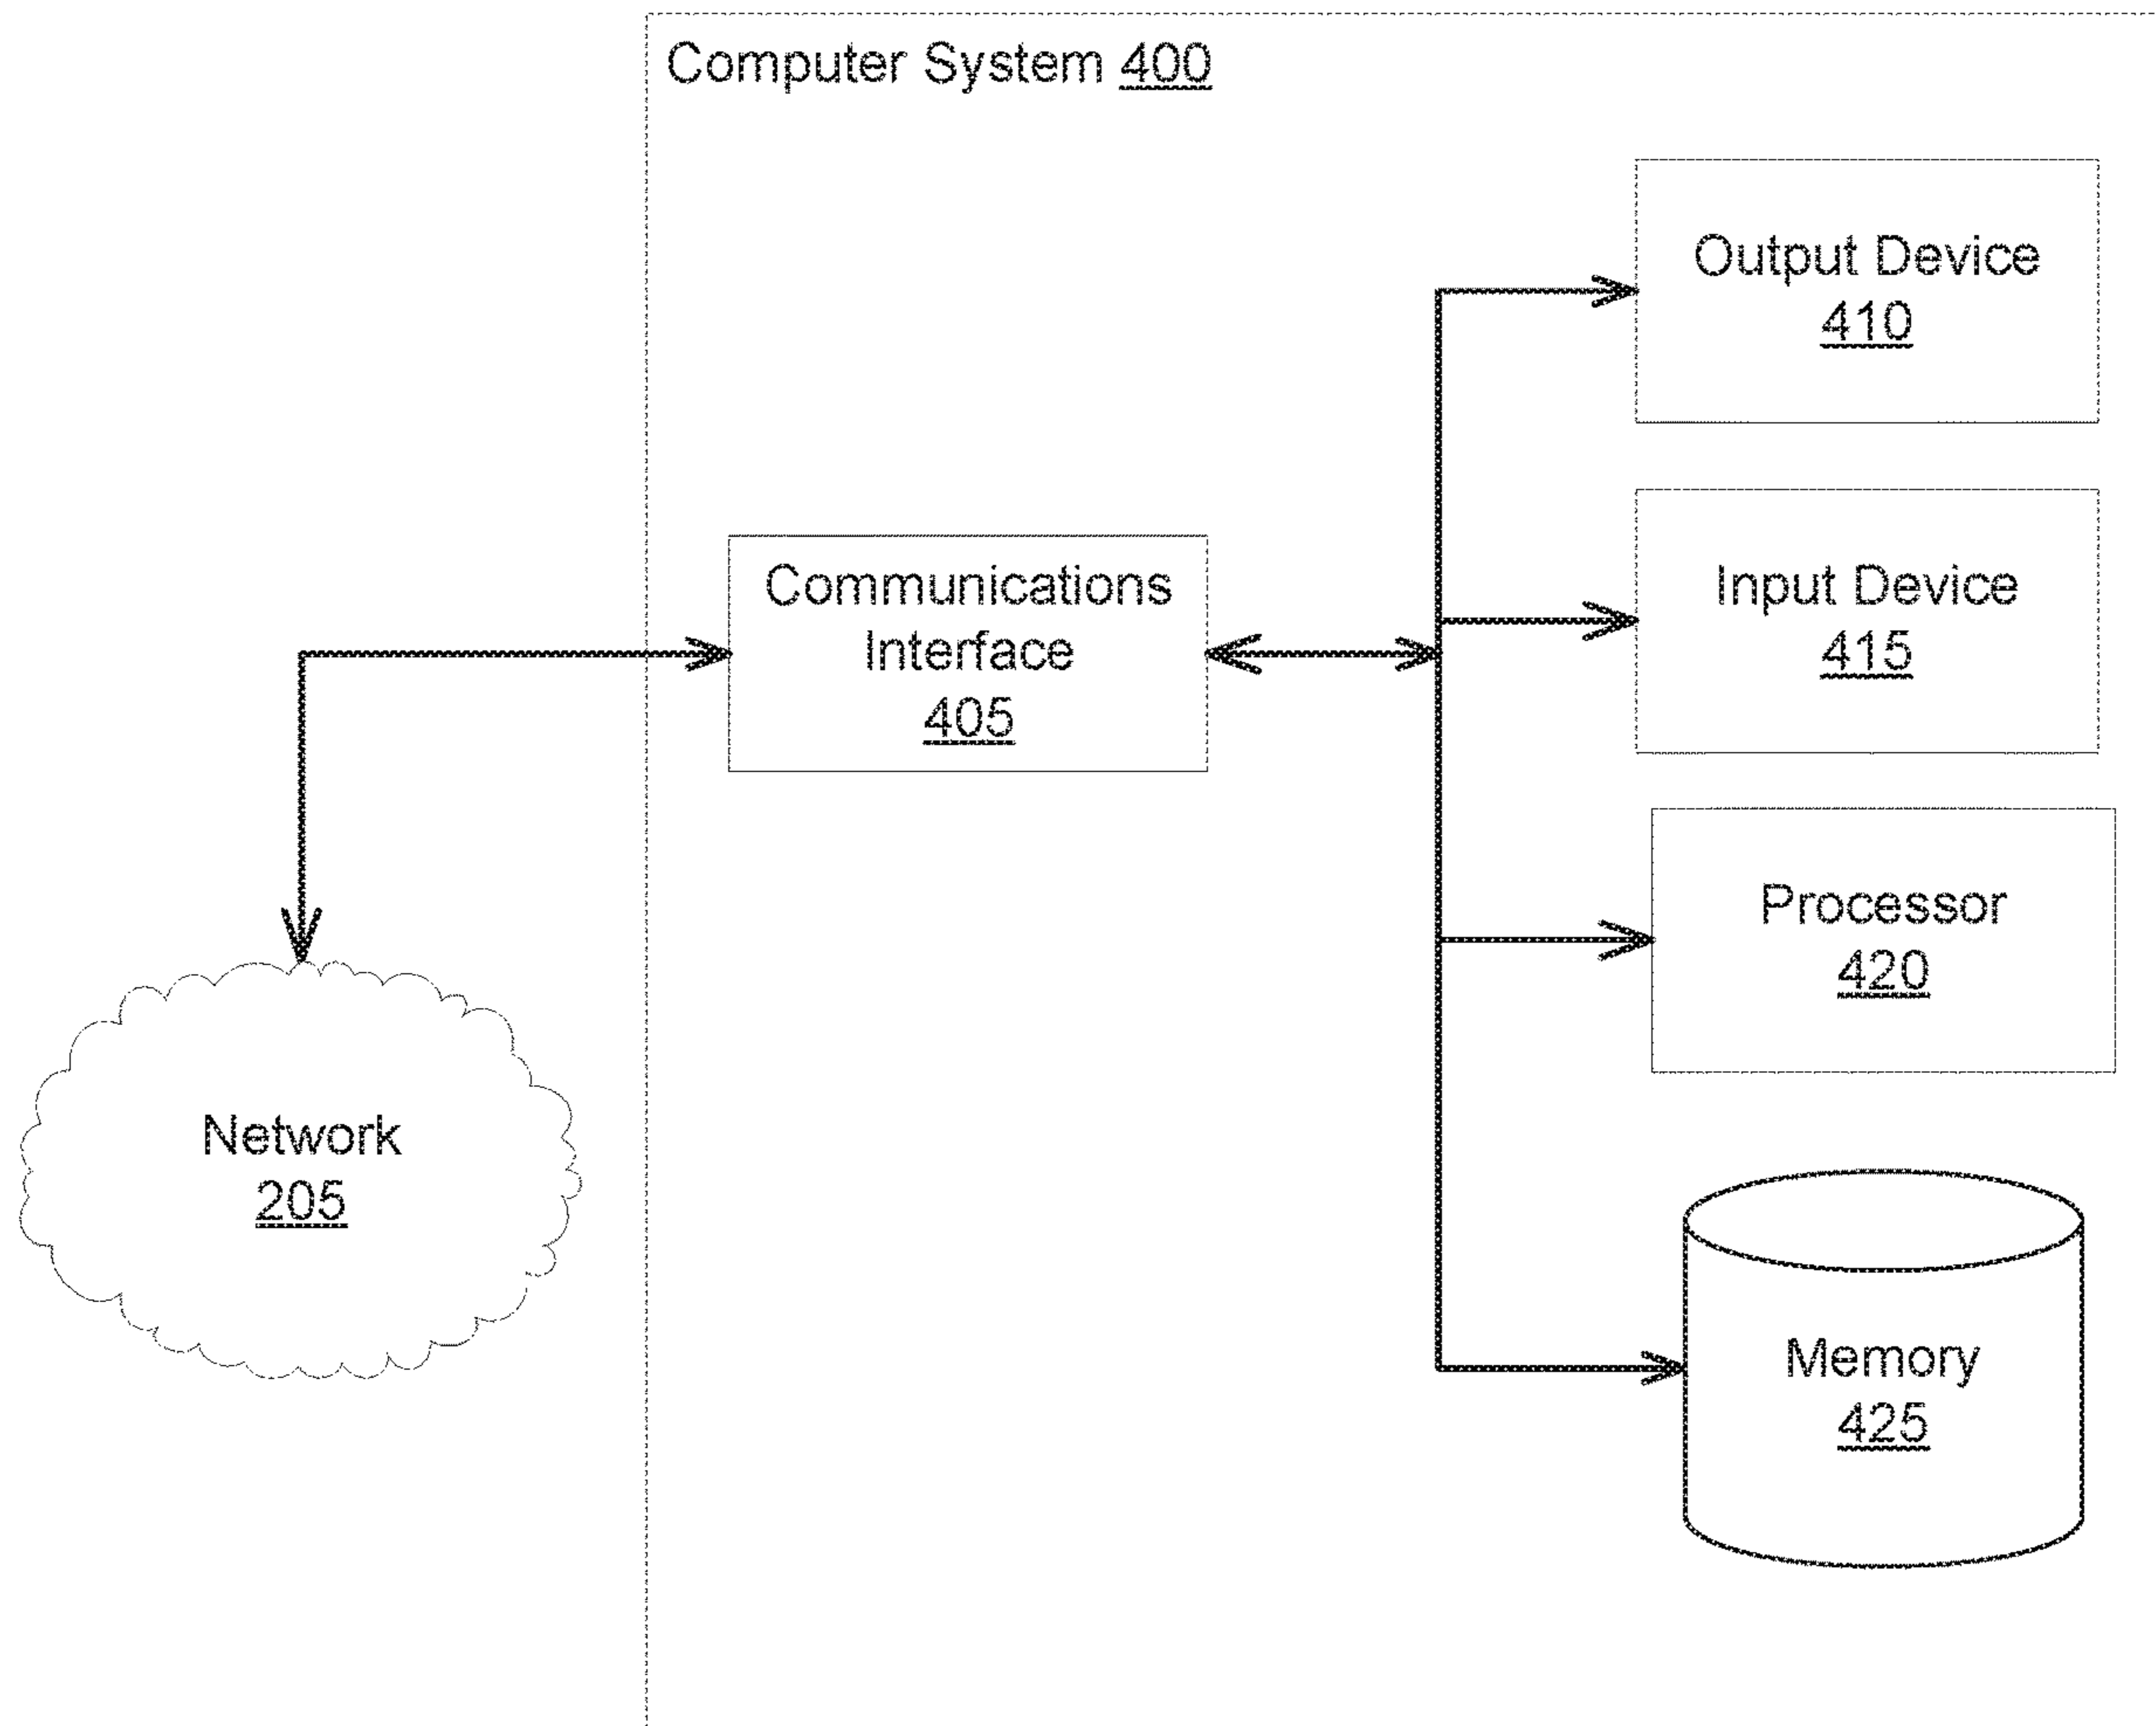 Computer System 400
Output Device
410
Input Device
415
Communications
Interface
405
Processor
420
Network
205
Memory
425